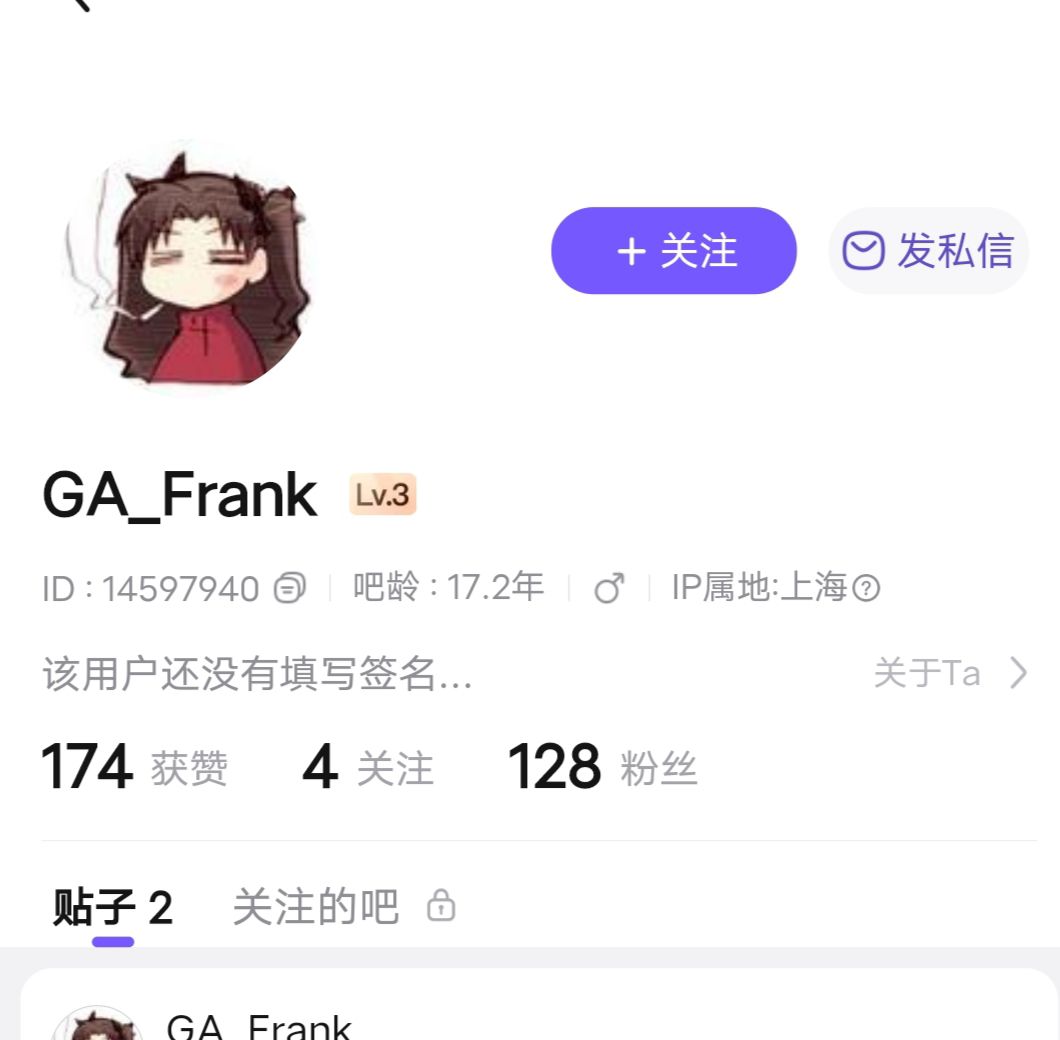 + 关注 发私信
GA_Frank Lv.3
ID : 14597940 吧龄 : 17.2年 IP属地:上海?
该用户还没有填写签名... 关于Ta
174 获赞 4 关注 128 粉丝
贴子 2 关注的吧
GA_Frank